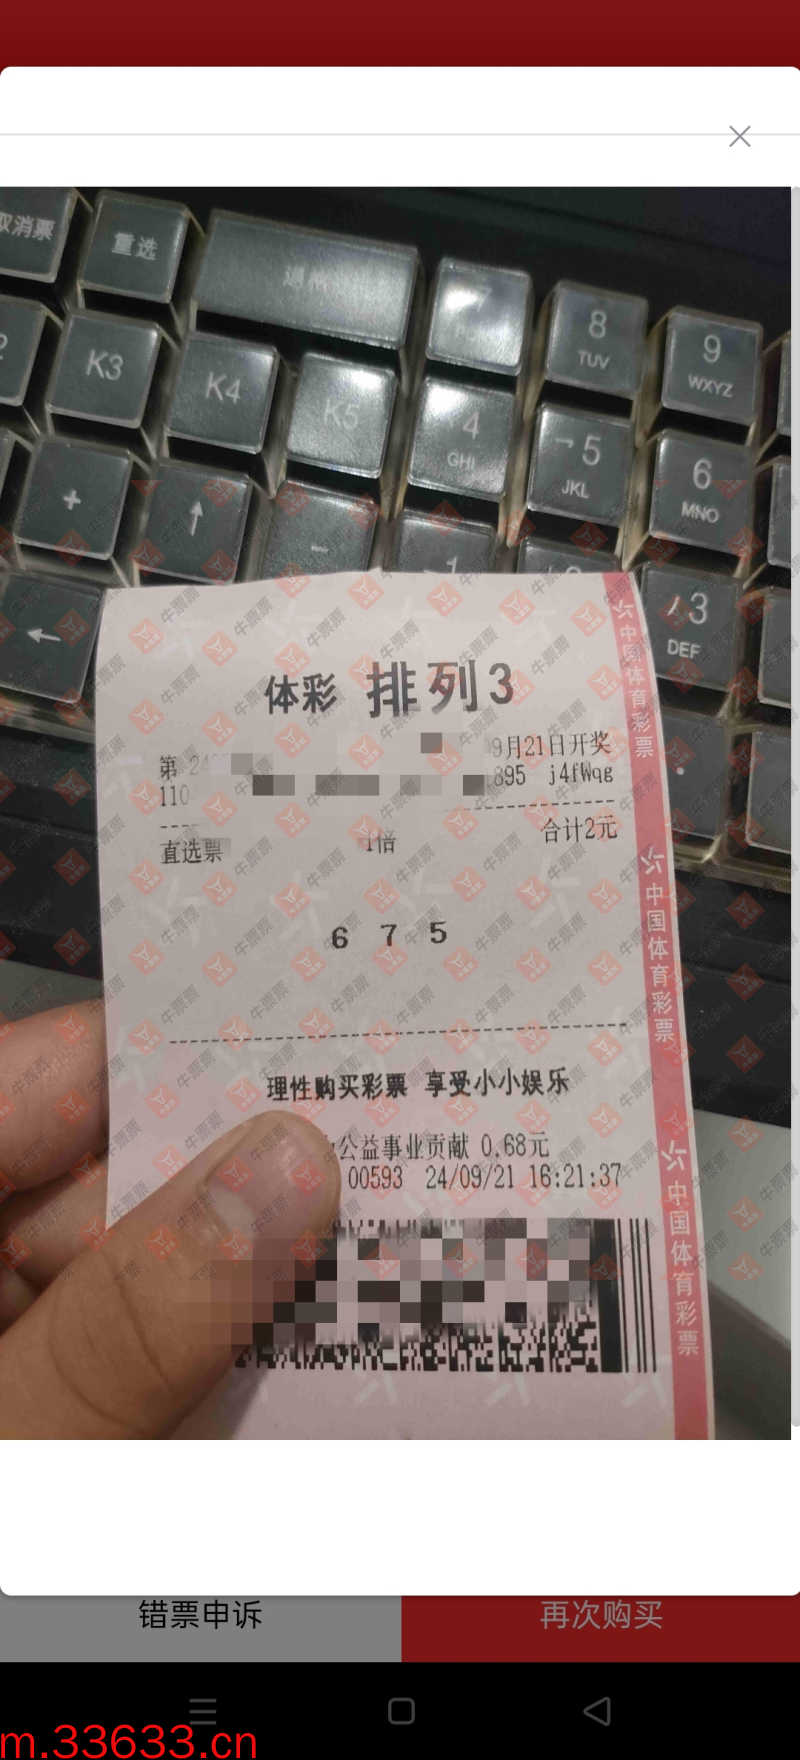 取消票
重选
8
TUV
9
WXYZ
K3
K4
K5
4
GHI
5
JKL
6
MNO
3
DEF
体彩 排列3
9月21日开奖
110
895 j4fWqg
直选票 1倍 合计2元
6 7 5
理性购买彩票 享受小小娱乐
公益事业贡献 0.68元
00593 24/09/21 16:21:37
中国体育彩票
中国体育彩票
中国体育彩票
牛票票
错票申诉
再次购买
m.33633.cn